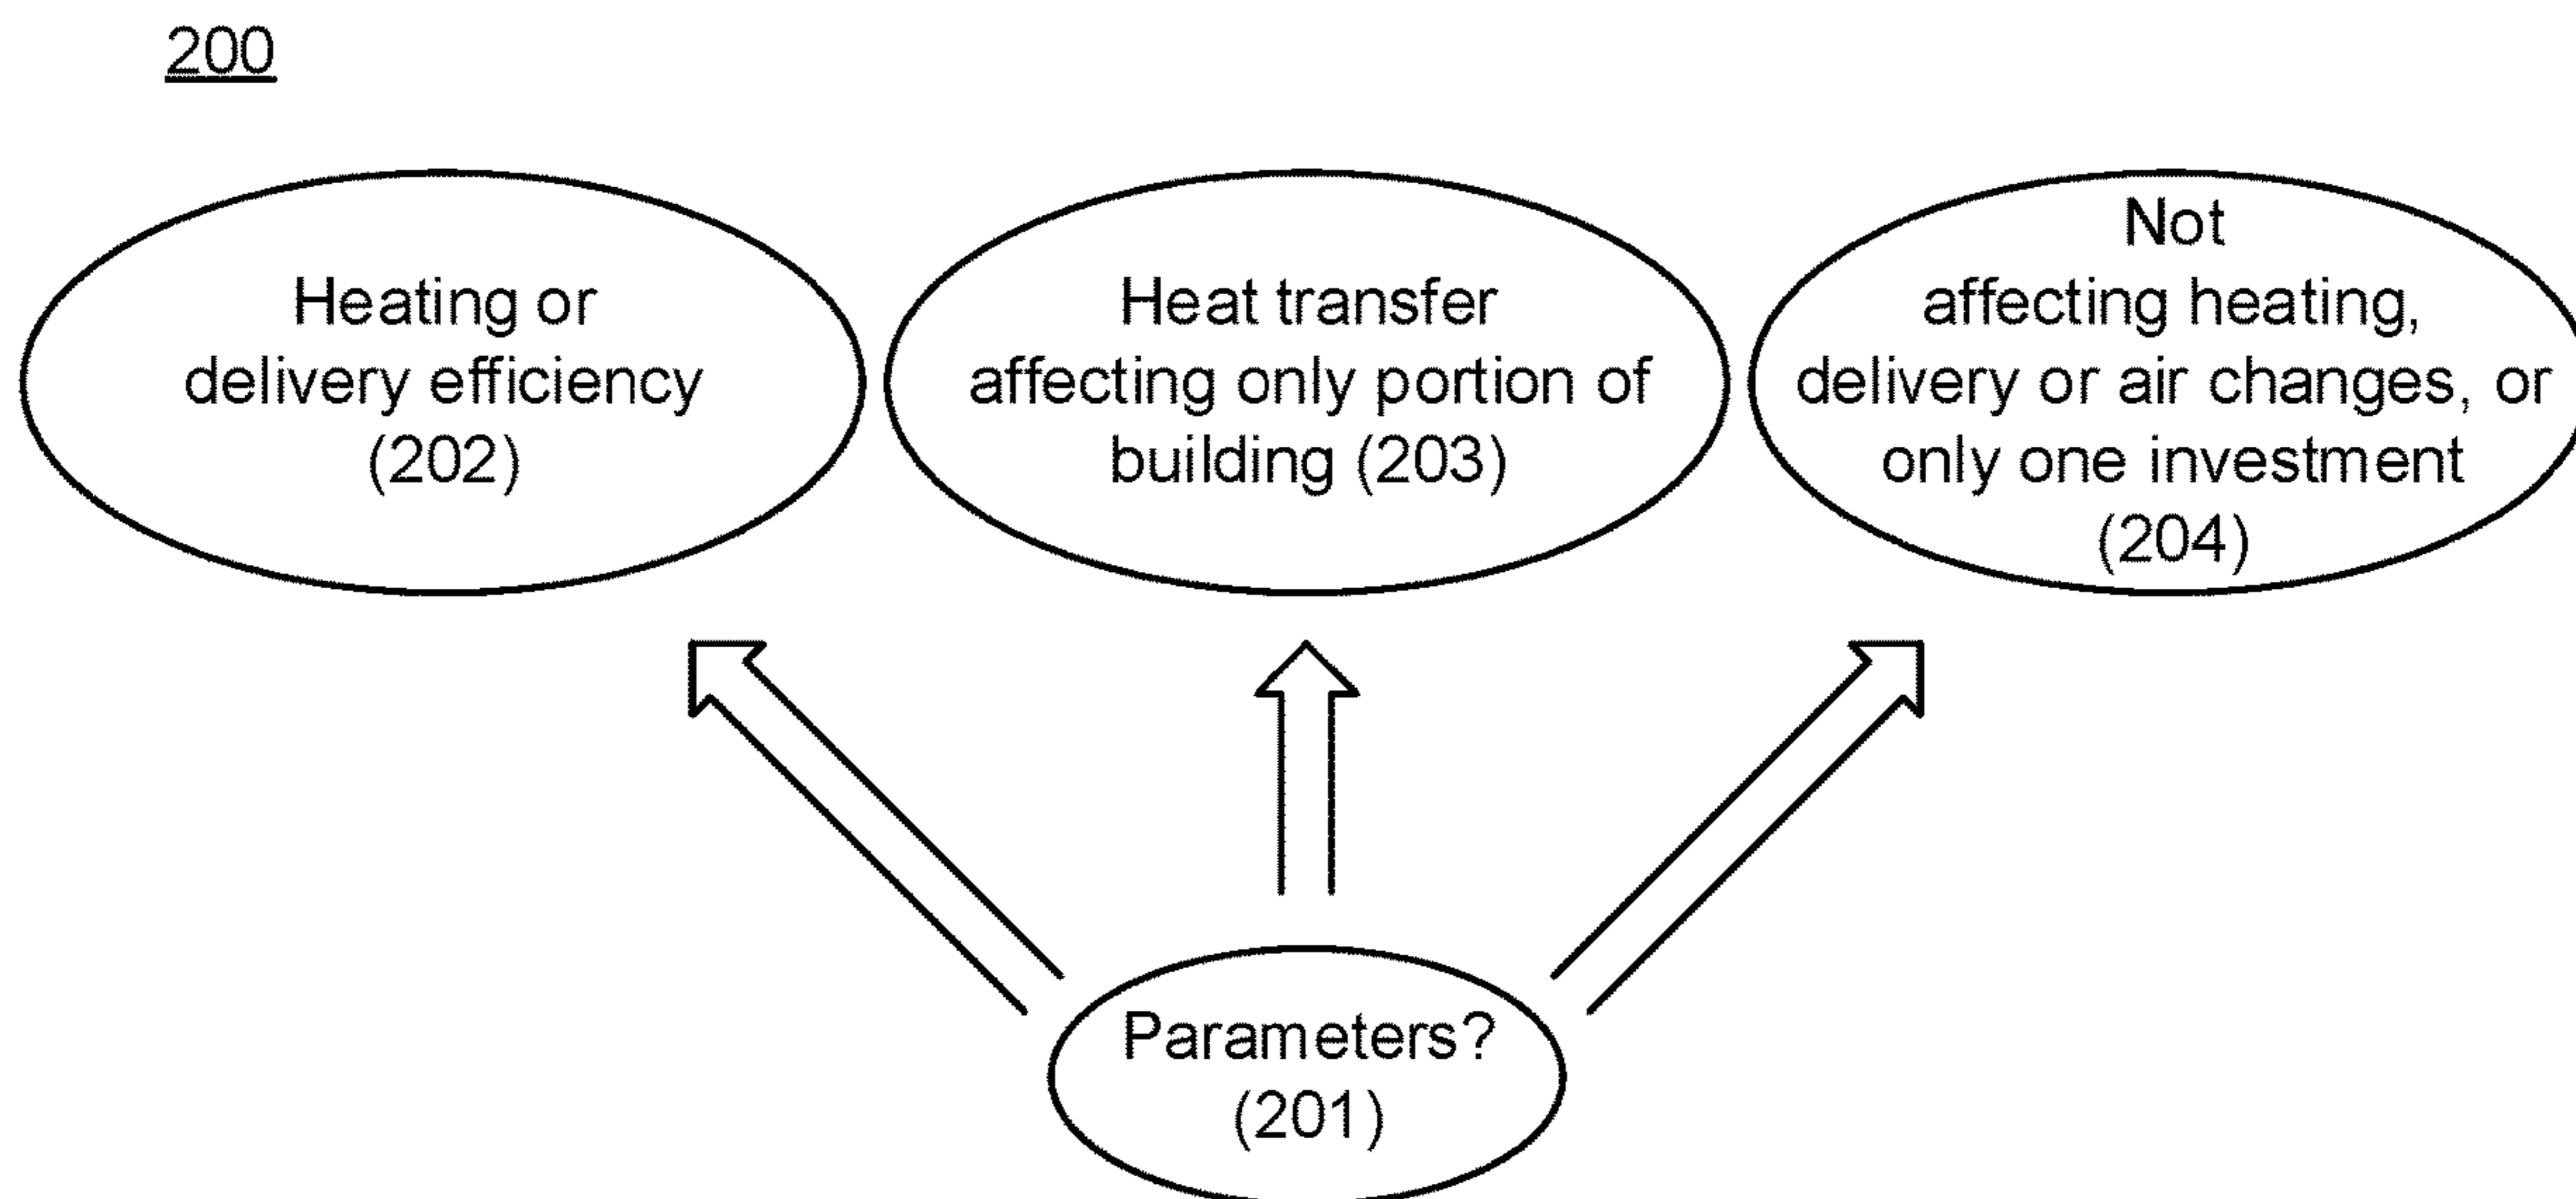 200
Heating or
delivery efficiency
(202)
Heat transfer
affecting only portion of
building (203)
Not
affecting heating,
delivery or air changes, or
only one investment
(204)
Parameters?
(201)